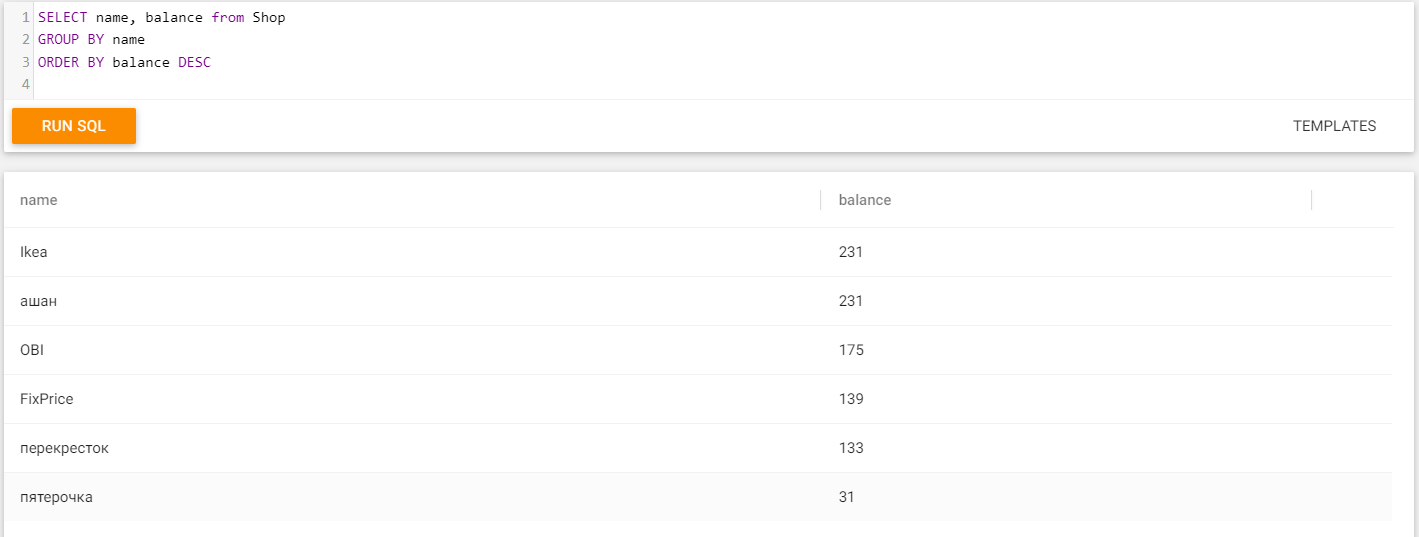 1 SELECT name, balance from Shop
2 GROUP BY name
3 ORDER BY balance DESC
4
RUN SQL TEMPLATES
name balance
Ikea 231
ашан 231
OBI 175
FixPrice 139
перекресток 133
пятерочка 31